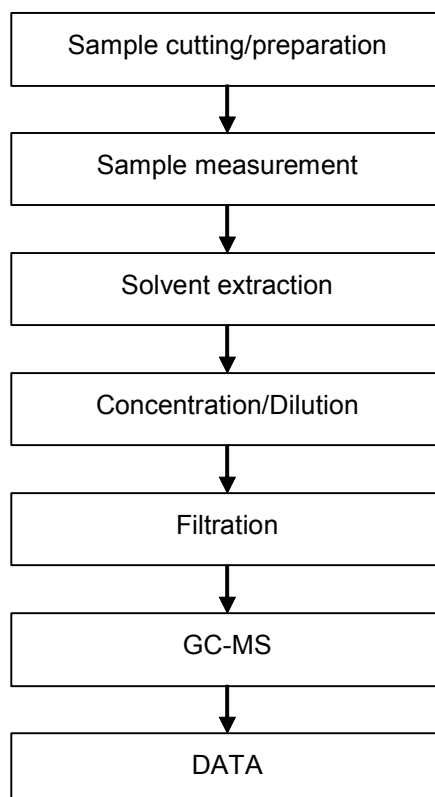 Sample cutting/preparation
Sample measurement
Solvent extraction
Concentration/Dilution
Filtration
GC-MS
DATA